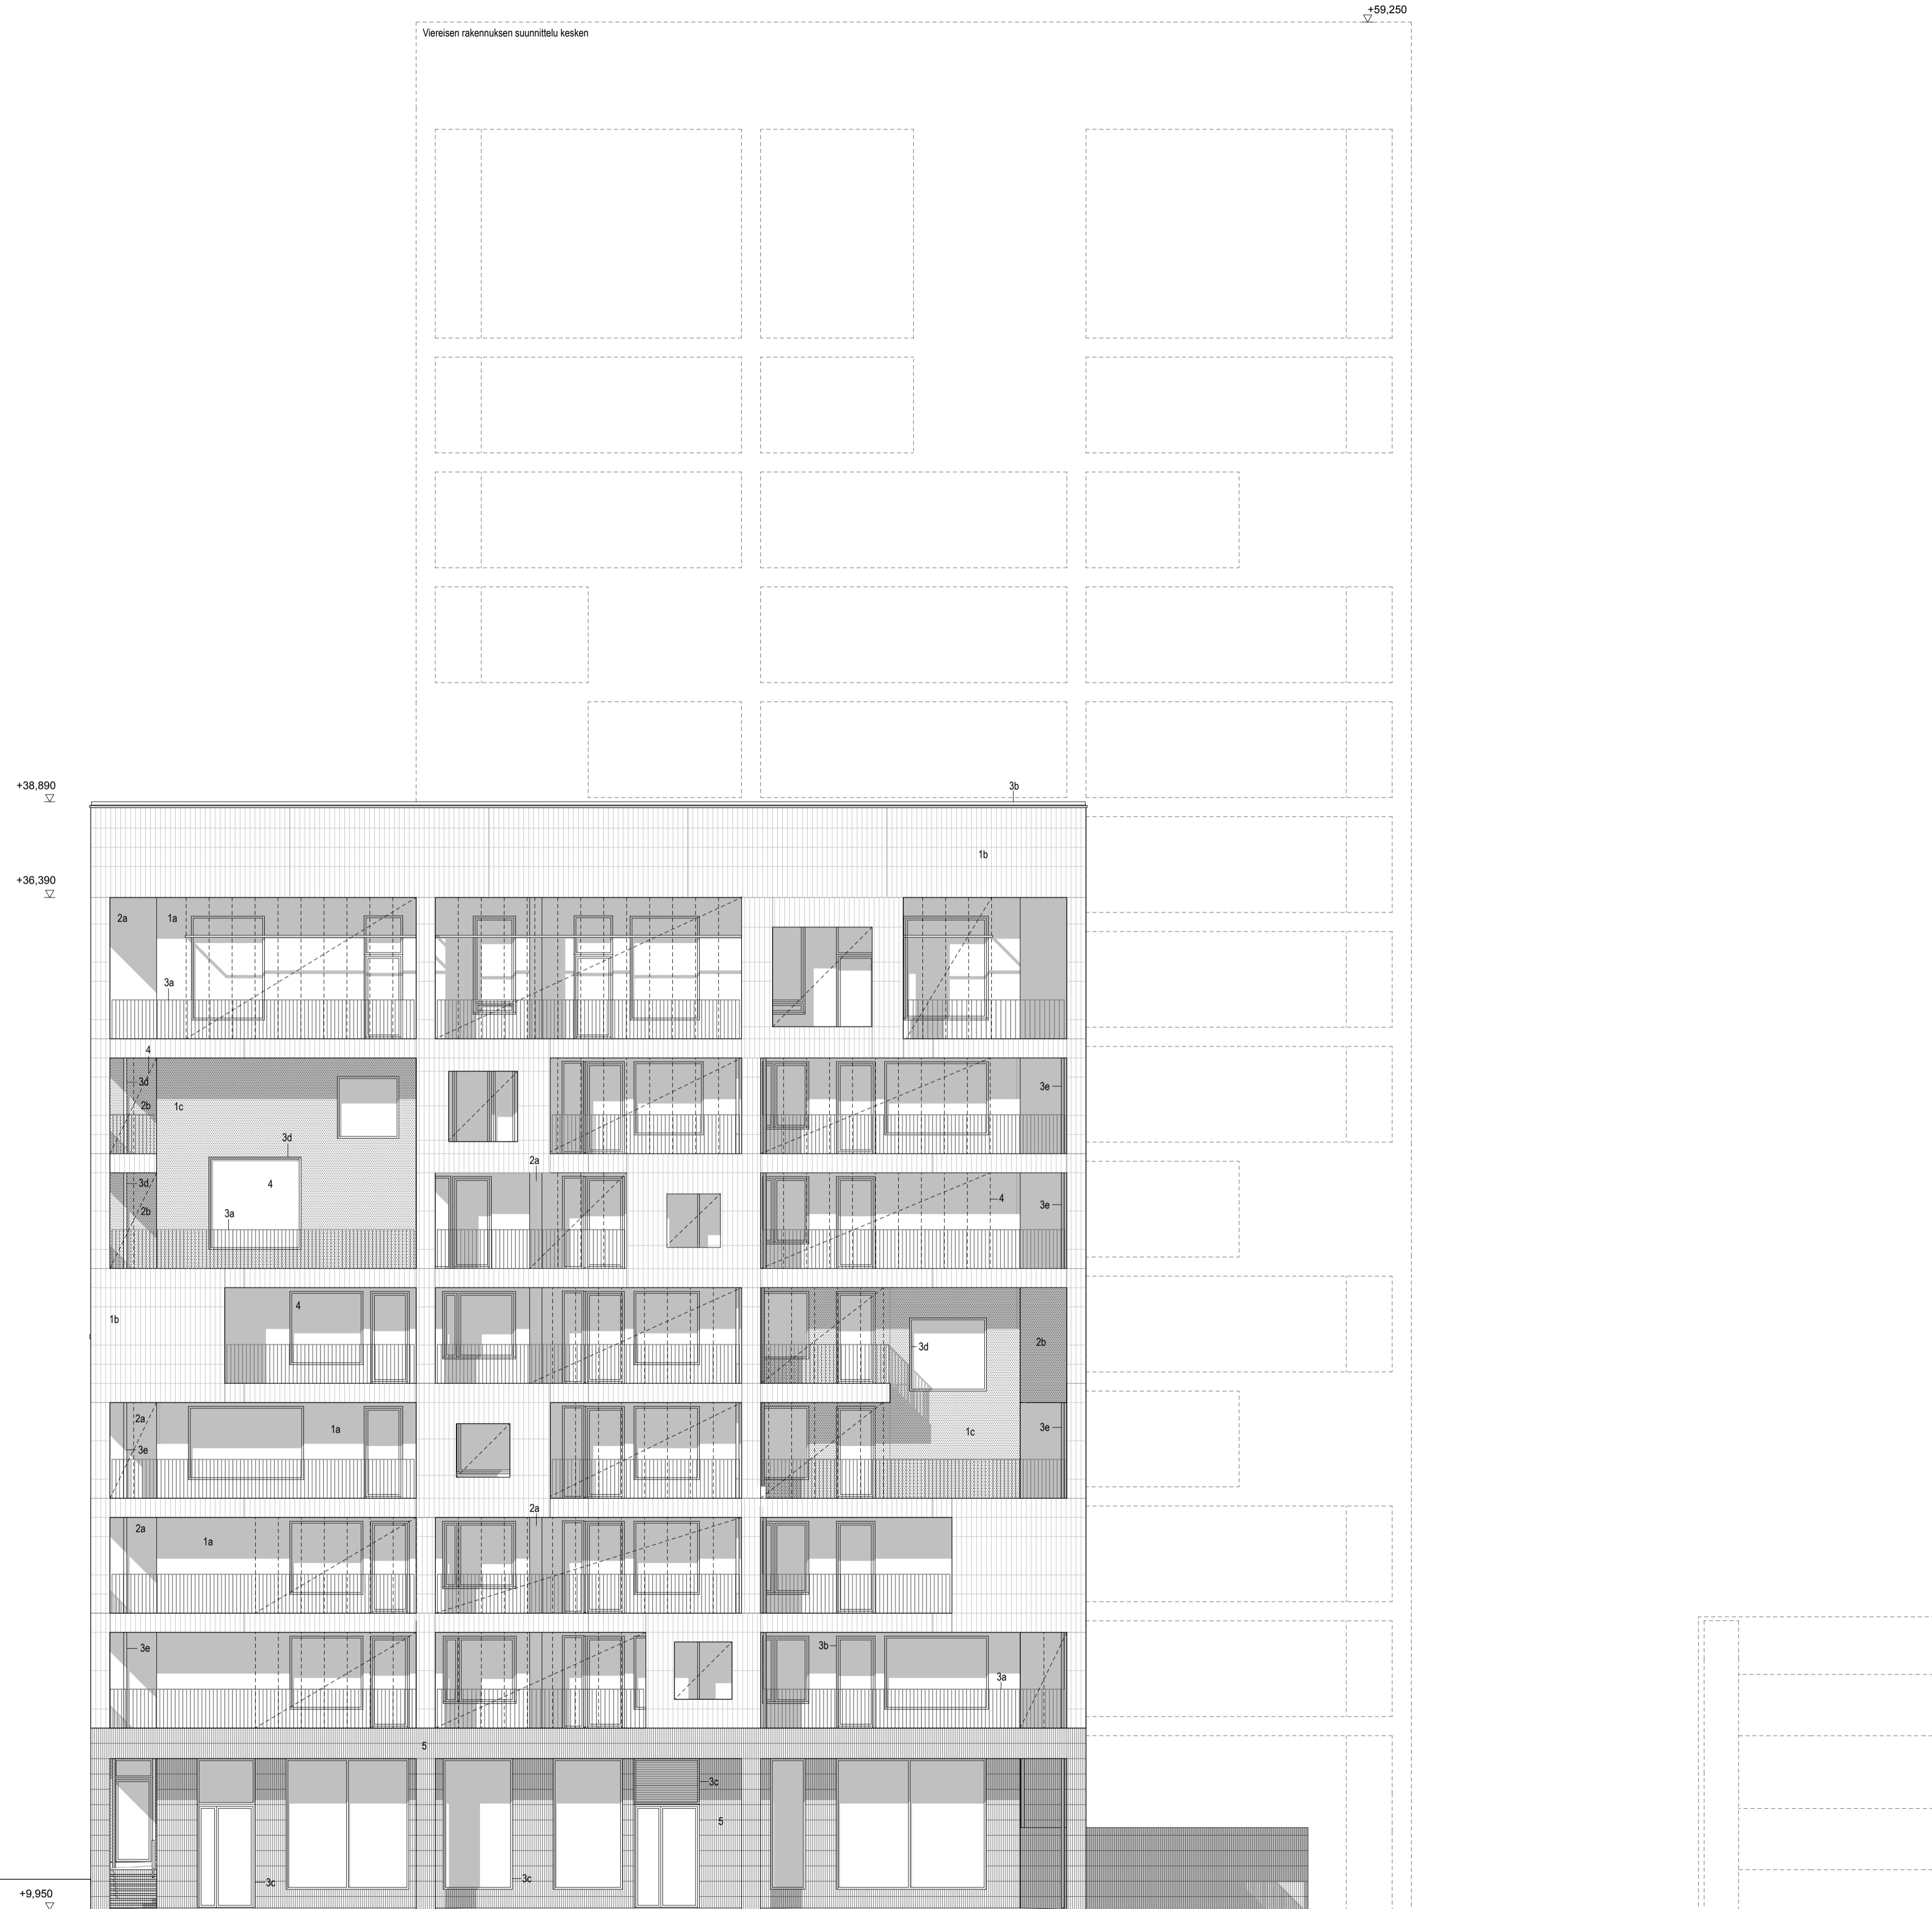 +59,250
Viereisen rakennuksen suunnittelu kesken
+38,890
3b
1b
+36,390
2a
1a
3a
4
3d
3e
2b
1c
3d
2a
3d
4
4
2b
3a
3e
4
1b
3d
2b
2a
1a
3e
3e
1c
2a
2a
1a
3e
3b
3a
5
3c
5
3c
3c
+9,950